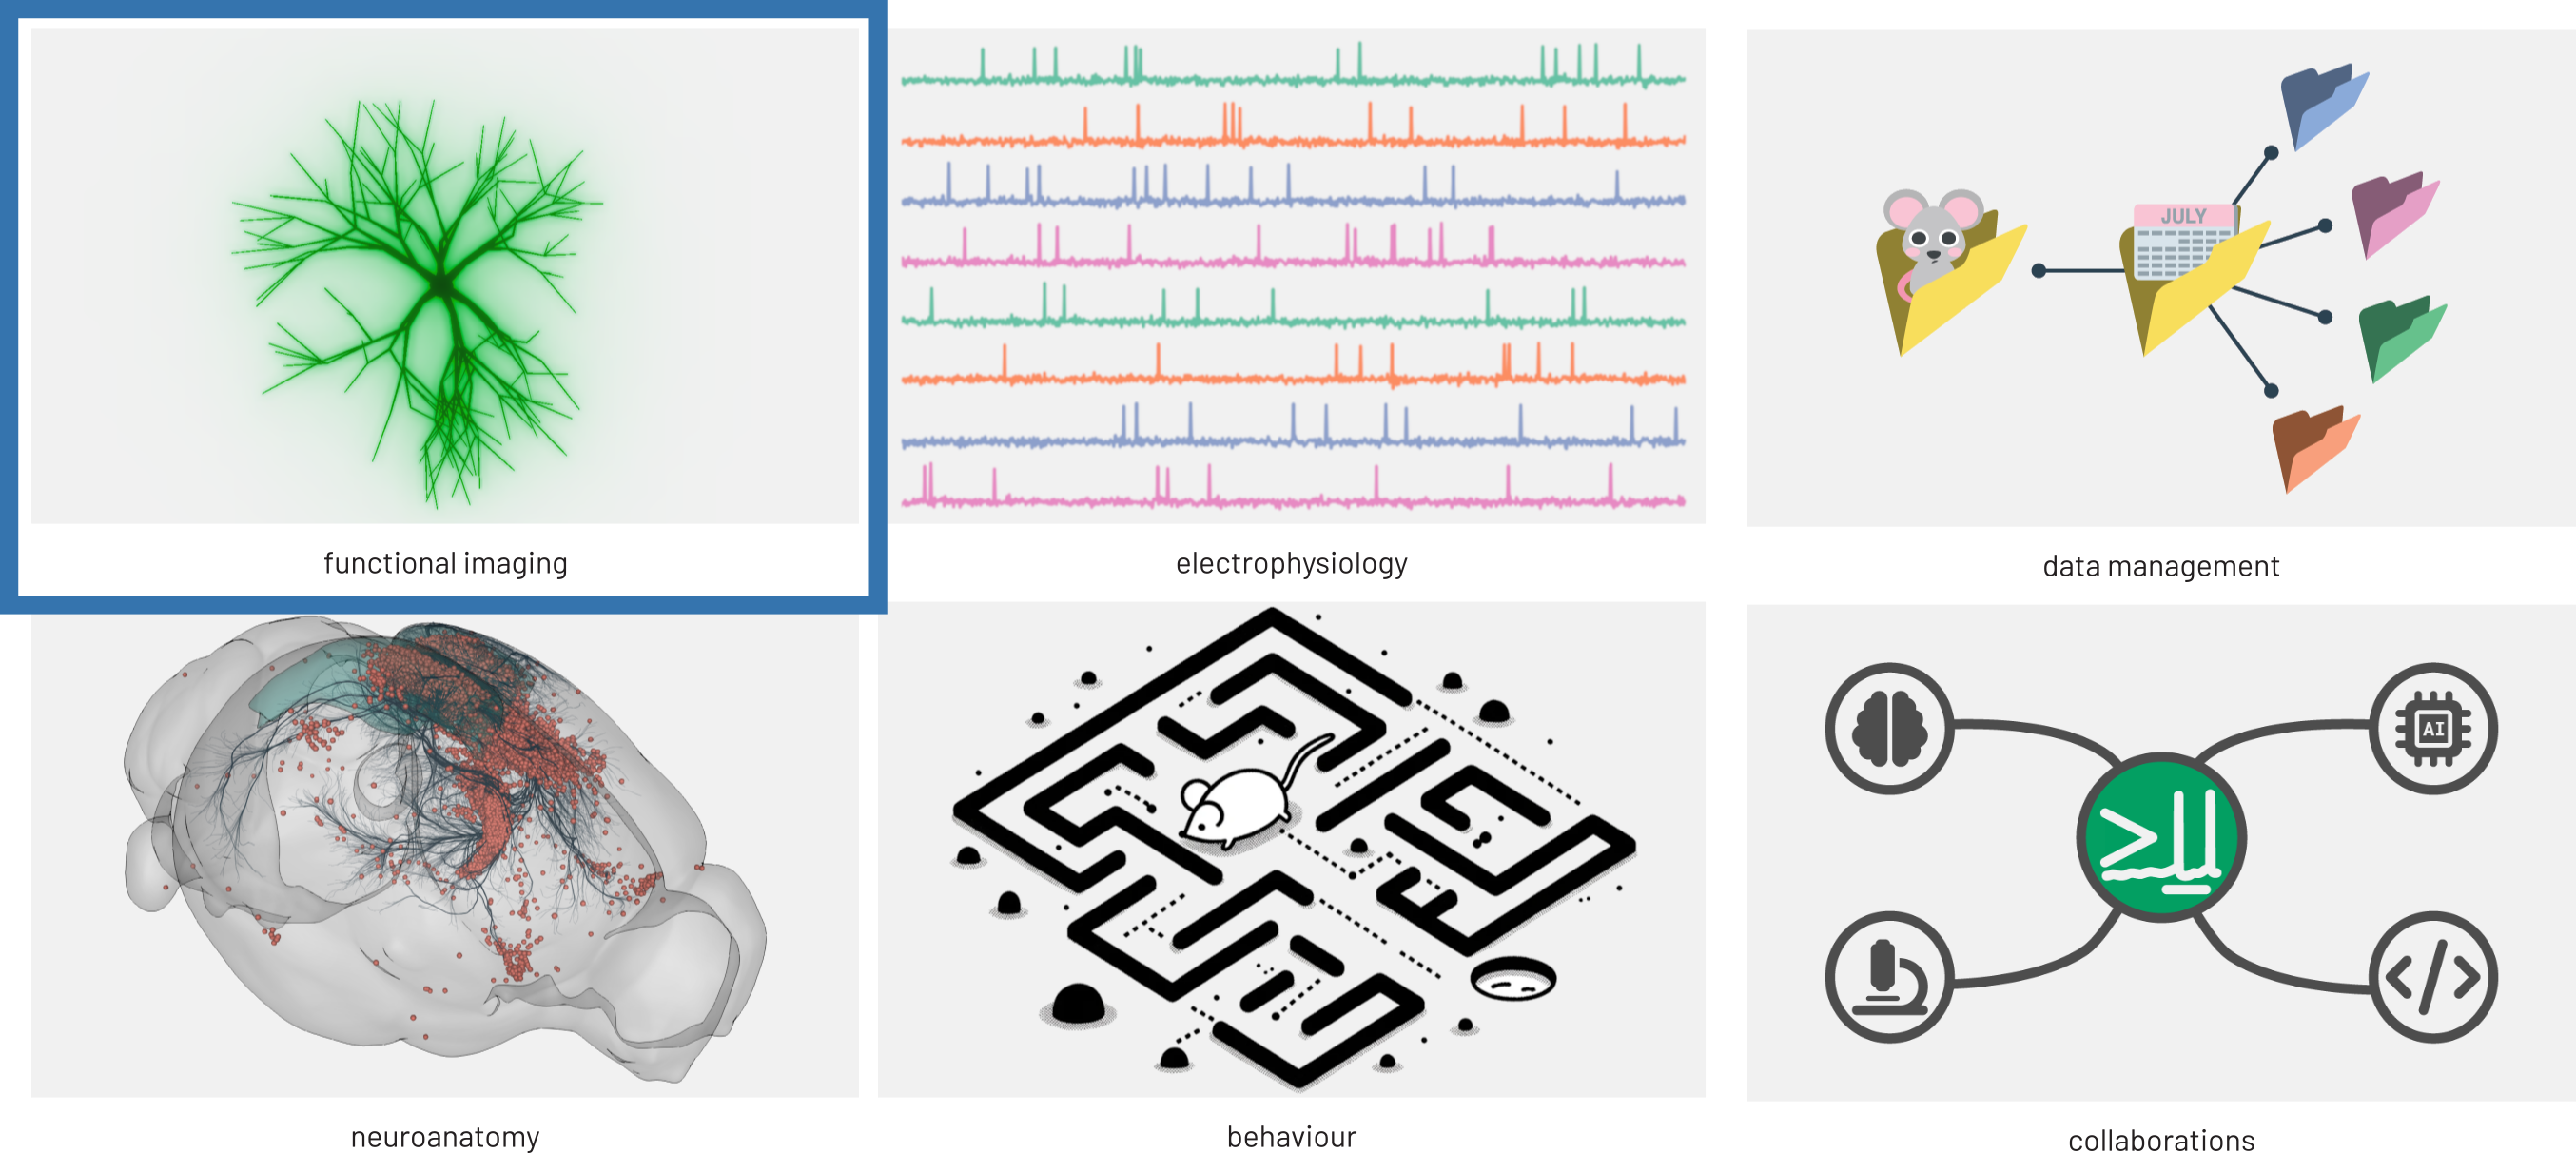 JULY
functional imaging
electrophysiology
data management
AI
neuroanatomy
behaviour
collaborations